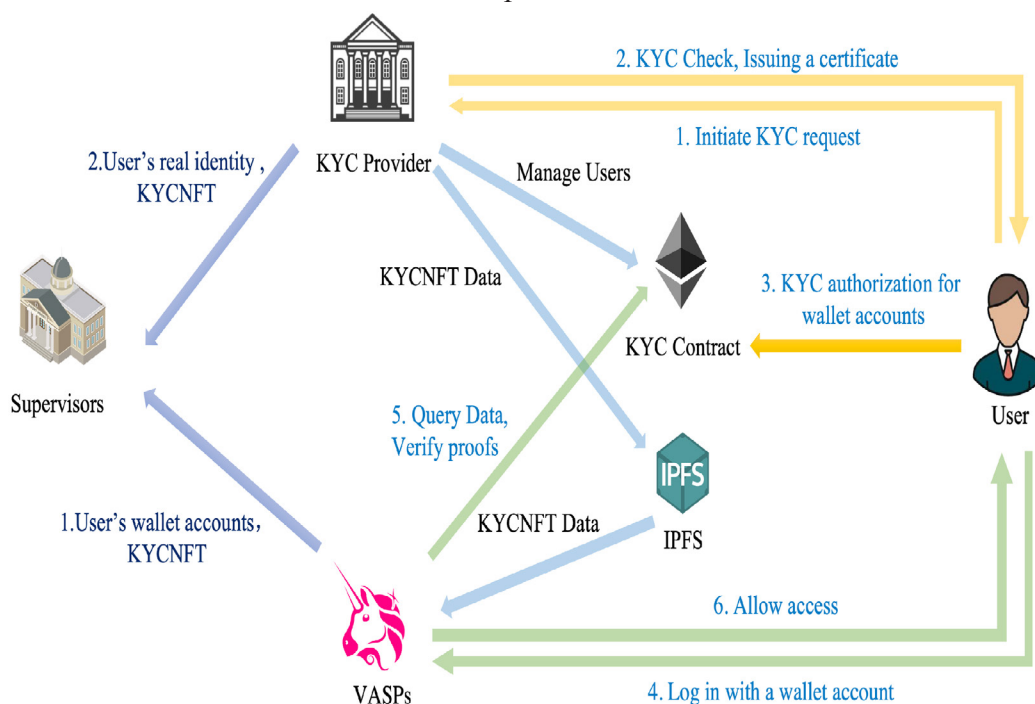 2. KYC Check, Issuing a certificate
1. Initiate KYC request
KYC Provider
2.User's real identity ,
KYCNFT
Manage Users
KYCNFT Data
3. KYC authorization for
wallet accounts
KYC Contract
Supervisors
User
5. Query Data,
Verify proofs
IPFS
KYCNFT Data
IPFS
1.User's wallet accounts，
KYCNFT
6. Allow access
VASPs
4. Log in with a wallet account